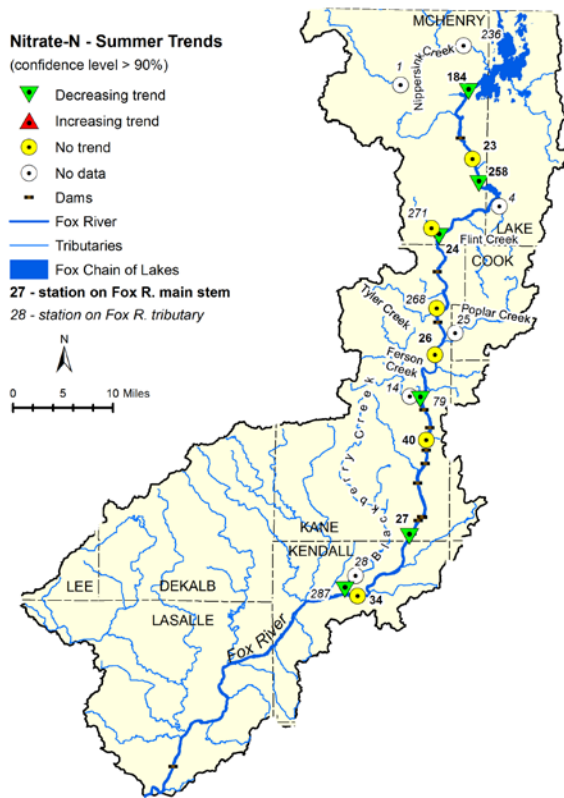 Nitrate-N - Summer Trends
(confidence level > 90%)
Decreasing trend
Increasing trend
No trend
No data
Dams
Fox River
Tributaries
Fox Chain of Lakes
27 - station on Fox R. main stem
28 - station on Fox R. tributary
N
0 5 10 Miles
MCHENRY
236
1
Nippersink Creek
184
23
258
4
271
LAKE
24
Flint Creek
COOK
268
Tyler Creek
Poplar Creek
25
26
Ferson Creek
14
79
40
Blackberry Creek
27
KANE
KENDALL
28
287
34
LEE
DEKALB
LASALLE
Fox River